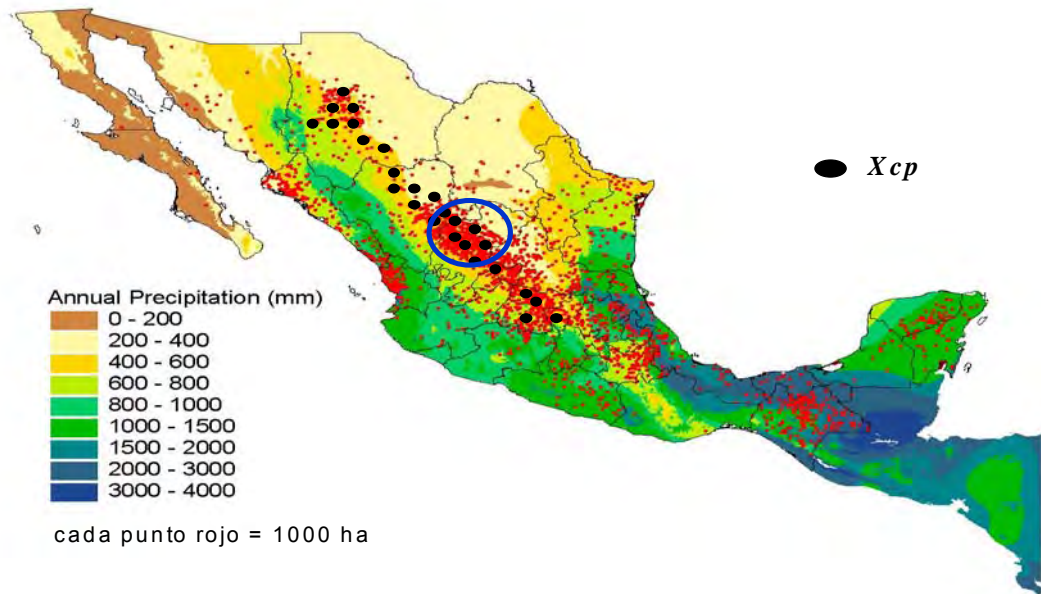 Xcp
Annual Precipitation (mm)
0 - 200
200 - 400
400 - 600
600 - 800
800 - 1000
1000 - 1500
1500 - 2000
2000 - 3000
3000 - 4000
cada punto rojo = 1000 ha